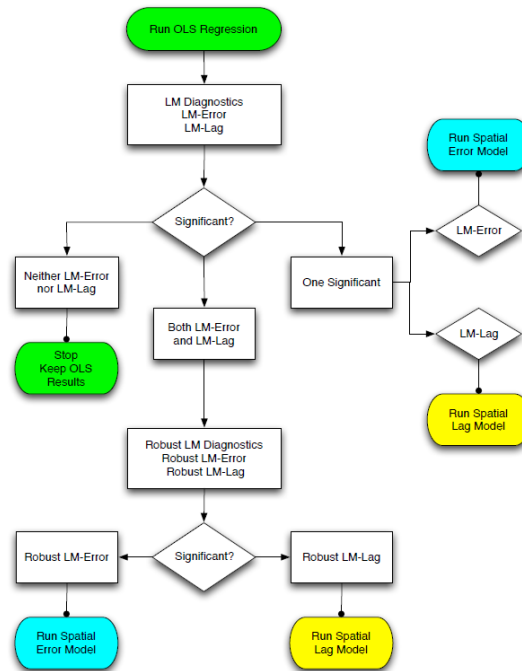 Run OLS Regression
LM Diagnostics
LM-Error
LM-Lag
Significant?
Run Spatial
Error Model
LM-Error
Neither LM-Error
nor LM-Lag
One Significant
Both LM-Error
and LM-Lag
LM-Lag
Stop
Keep OLS
Results
Run Spatial
Lag Model
Robust LM Diagnostics
Robust LM-Error
Robust LM-Lag
Robust LM-Error
Significant?
Robust LM-Lag
Run Spatial
Error Model
Run Spatial
Lag Model